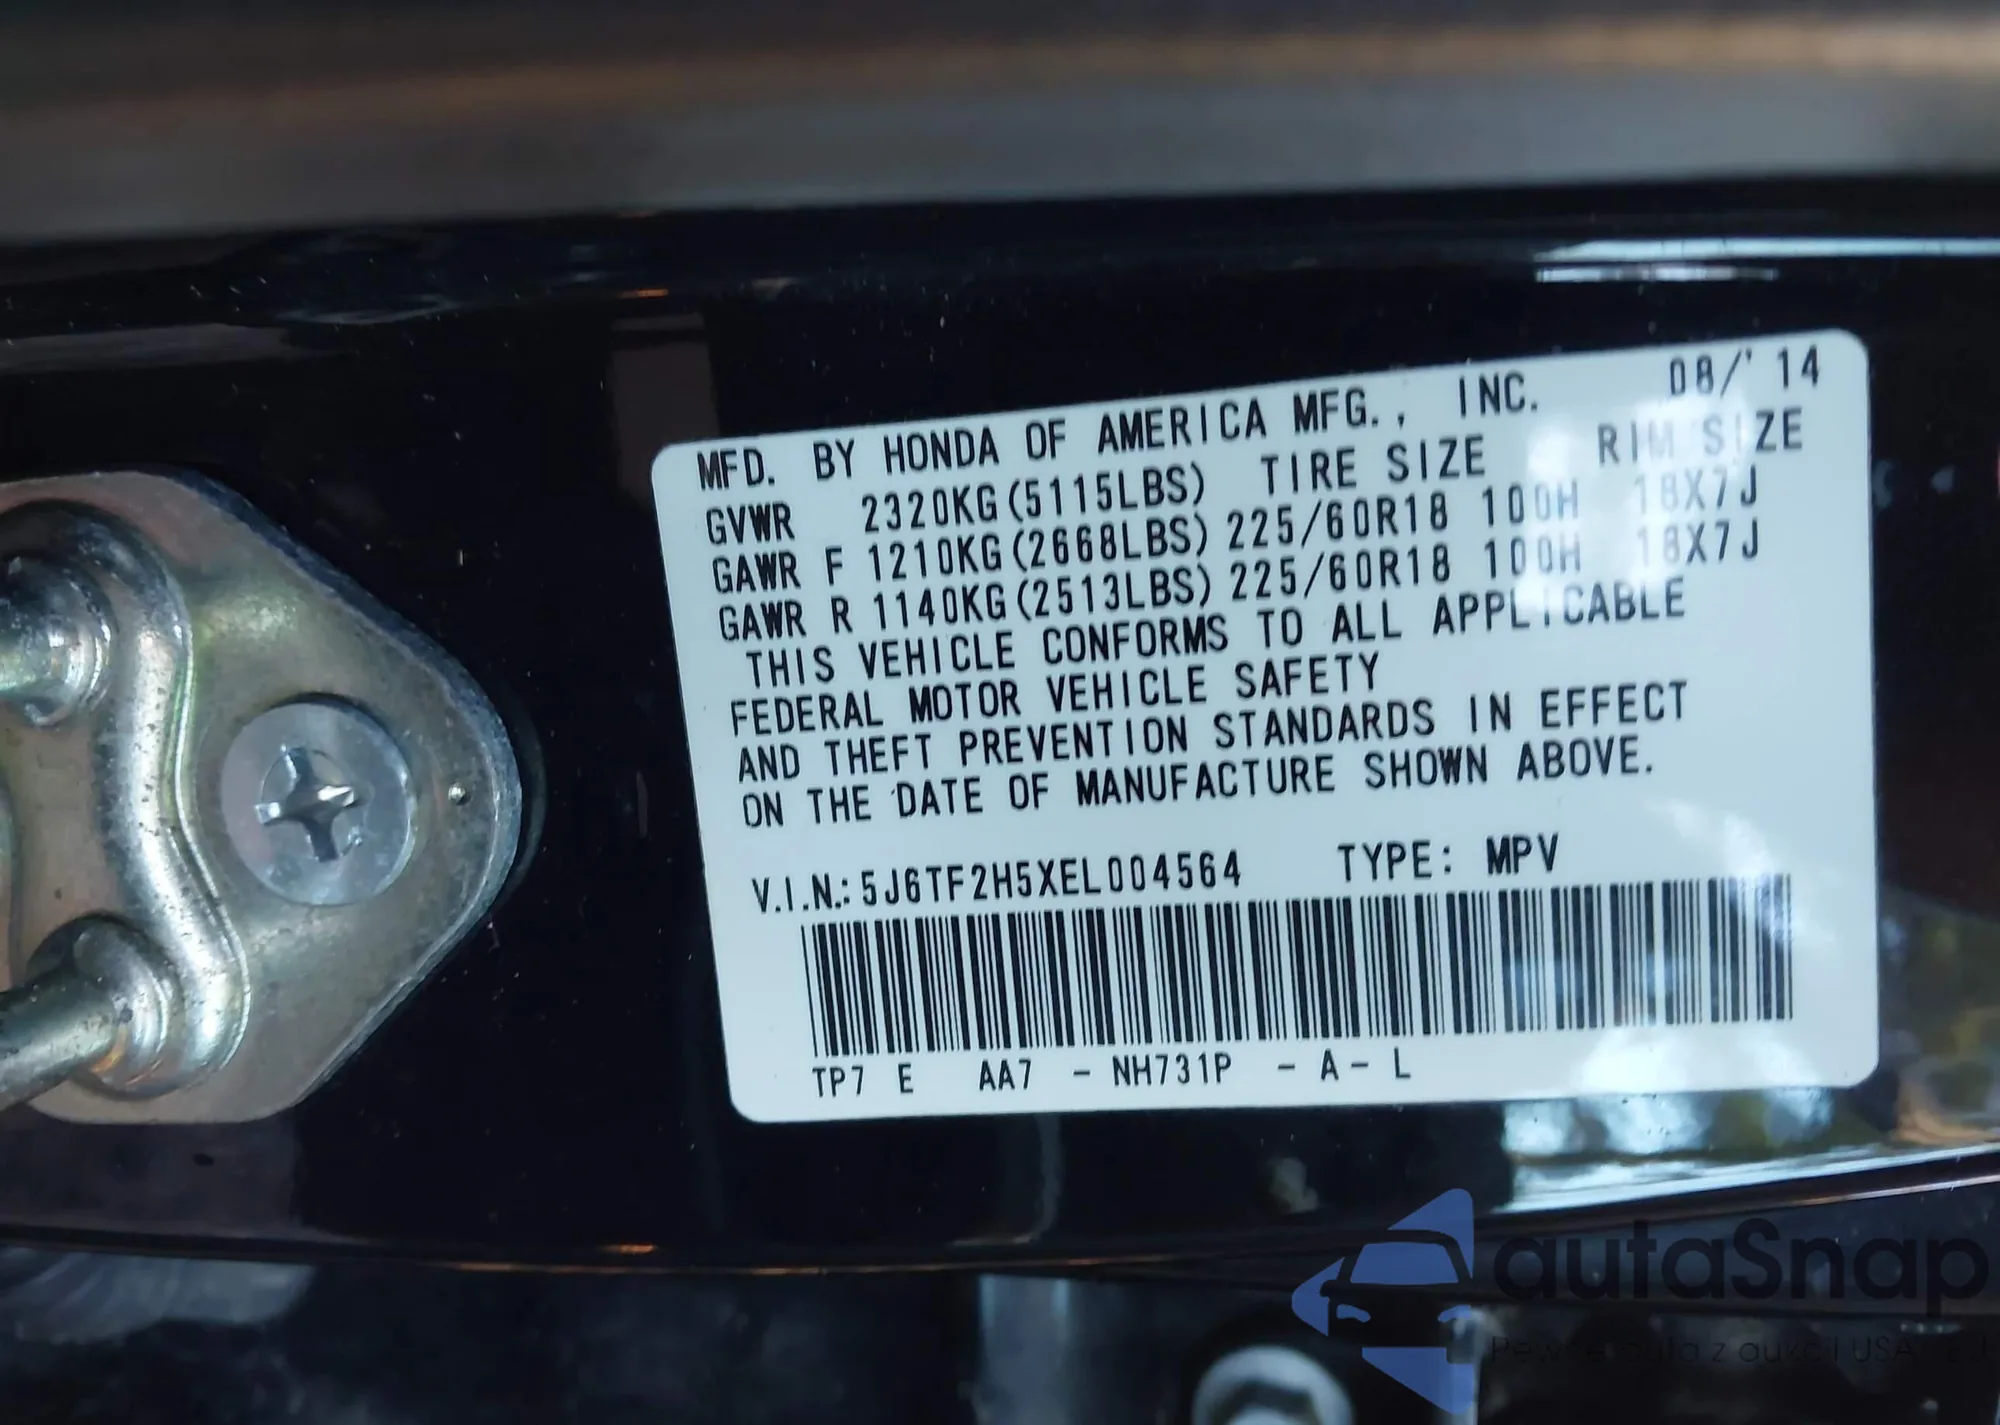 MFD. BY HONDA OF AMERICA MFG., INC. 08/'14
GVWR 2320KG(5115LBS) TIRE SIZE RIM SIZE
GAWR F 1210KG(2668LBS) 225/60R18 100H 18X7J
GAWR R 1140KG(2513LBS) 225/60R18 100H 18X7J
THIS VEHICLE CONFORMS TO ALL APPLICABLE
FEDERAL MOTOR VEHICLE SAFETY
AND THEFT PREVENTION STANDARDS IN EFFECT
ON THE DATE OF MANUFACTURE SHOWN ABOVE.
V.I.N.: 5J6TF2H5XEL004564 TYPE: MPV
TP7 E AA7 - NH731P - A - L
autaSnap
auta z USA